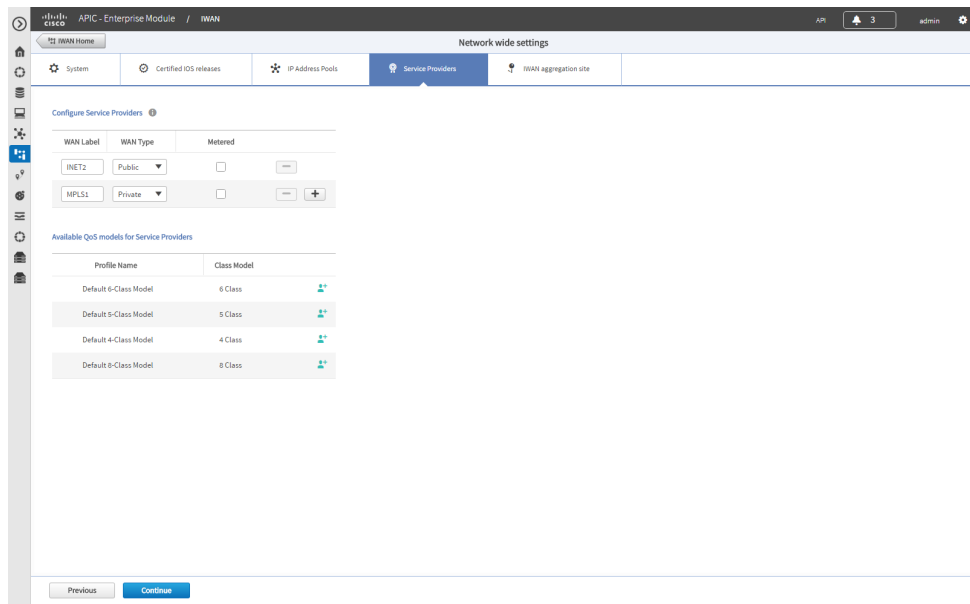 cisco APIC - Enterprise Module / IWAN API 3 admin
IWAN Home Network wide settings
System Certified IOS releases IP Address Pools Service Providers IWAN aggregation site
Configure Service Providers
WAN Label WAN Type Metered
INET2 Public
MPLS1 Private
Available QoS models for Service Providers
Profile Name Class Model
Default 6-Class Model 6 Class
Default 5-Class Model 5 Class
Default 4-Class Model 4 Class
Default 8-Class Model 8 Class
Previous Continue